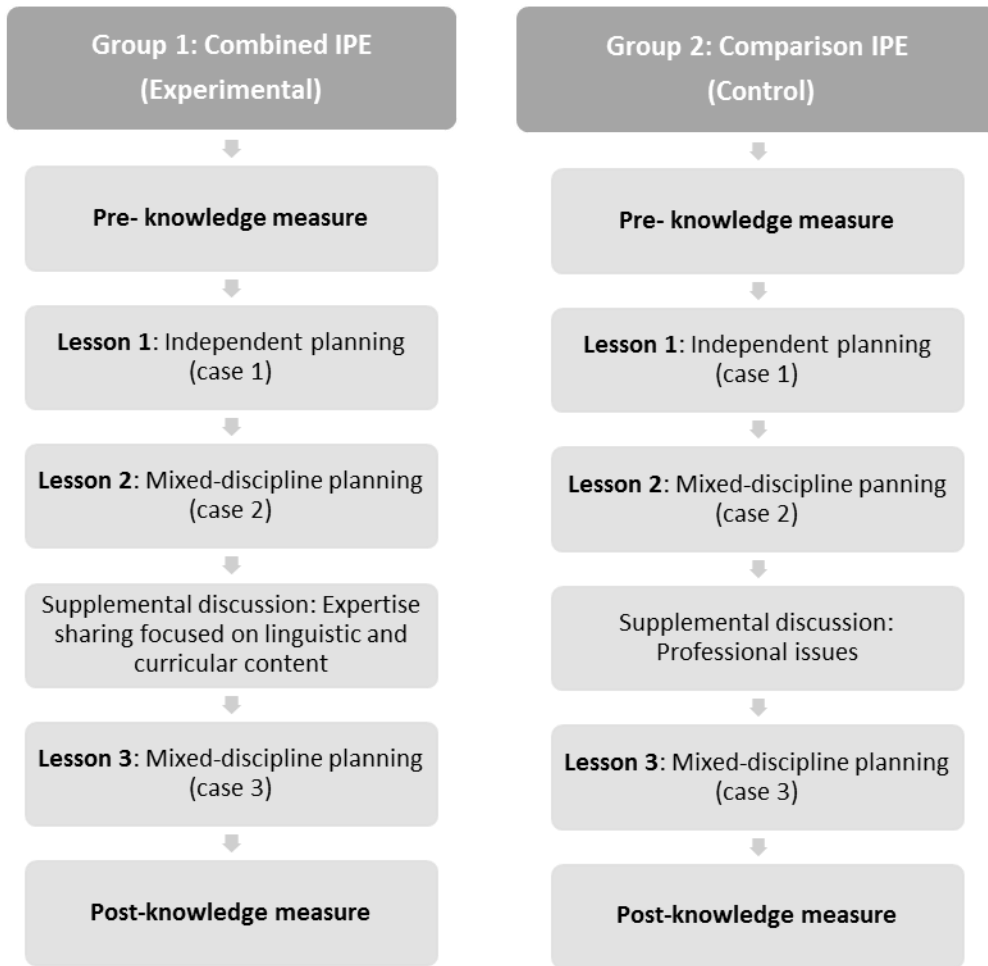 Group 1: Combined IPE
(Experimental)
Pre- knowledge measure
Lesson 1: Independent planning
(case 1)
Lesson 2: Mixed-discipline planning
(case 2)
Supplemental discussion: Expertise
sharing focused on linguistic and
curricular content
Lesson 3: Mixed-discipline planning
(case 3)
Post-knowledge measure
Group 2: Comparison IPE
(Control)
Pre- knowledge measure
Lesson 1: Independent planning
(case 1)
Lesson 2: Mixed-discipline panning
(case 2)
Supplemental discussion:
Professional issues
Lesson 3: Mixed-discipline planning
(case 3)
Post-knowledge measure